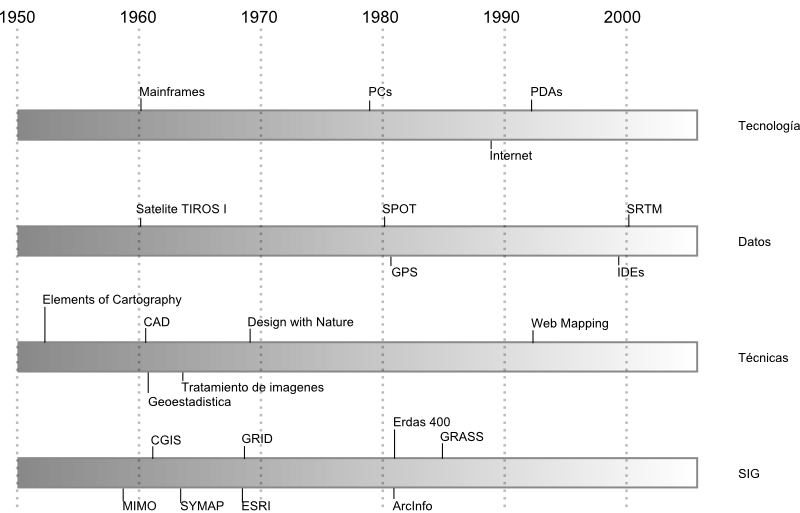 1950 1960 1970 1980 1990 2000
Mainframes PCs PDAs
Tecnología
Internet
Satelite TIROS I SPOT SRTM
Datos
GPS IDEs
Elements of Cartography
CAD Design with Nature Web Mapping
Técnicas
Tratamiento de imagenes
Geoestadistica
Erdas 400
CGIS GRID GRASS
SIG
MIMO SYMAP ESRI ArcInfo